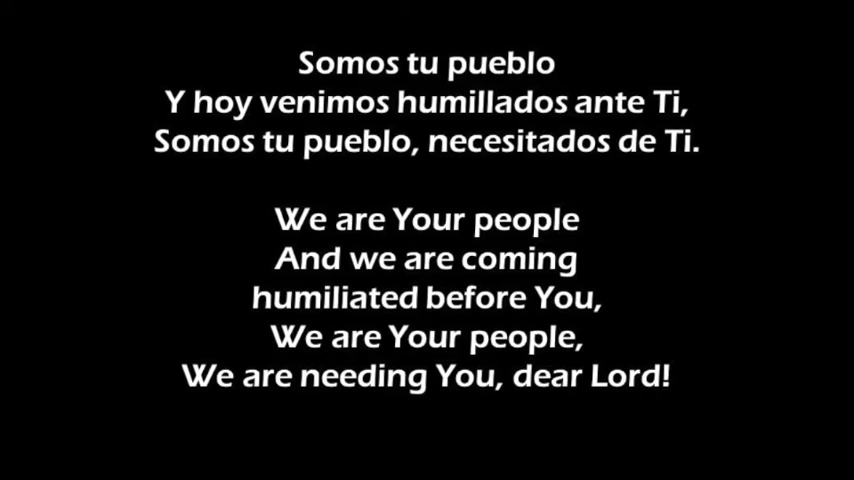 Somos tu pueblo
Y hoy venimos humillados ante Ti,
Somos tu pueblo, necesitados de Ti.
We are Your people
And we are coming
humiliated before You,
We are Your people,
We are needing You, dear Lord!